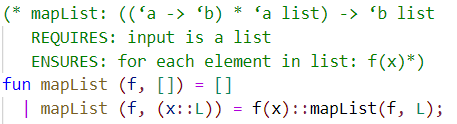 (* mapList: ((‘a -> ‘b) * ‘a list) -> ‘b list
REQUIRES: input is a list
ENSURES: for each element in list: f(x)*)
fun mapList (f, []) = []
| mapList (f, (x::L)) = f(x)::mapList(f, L);